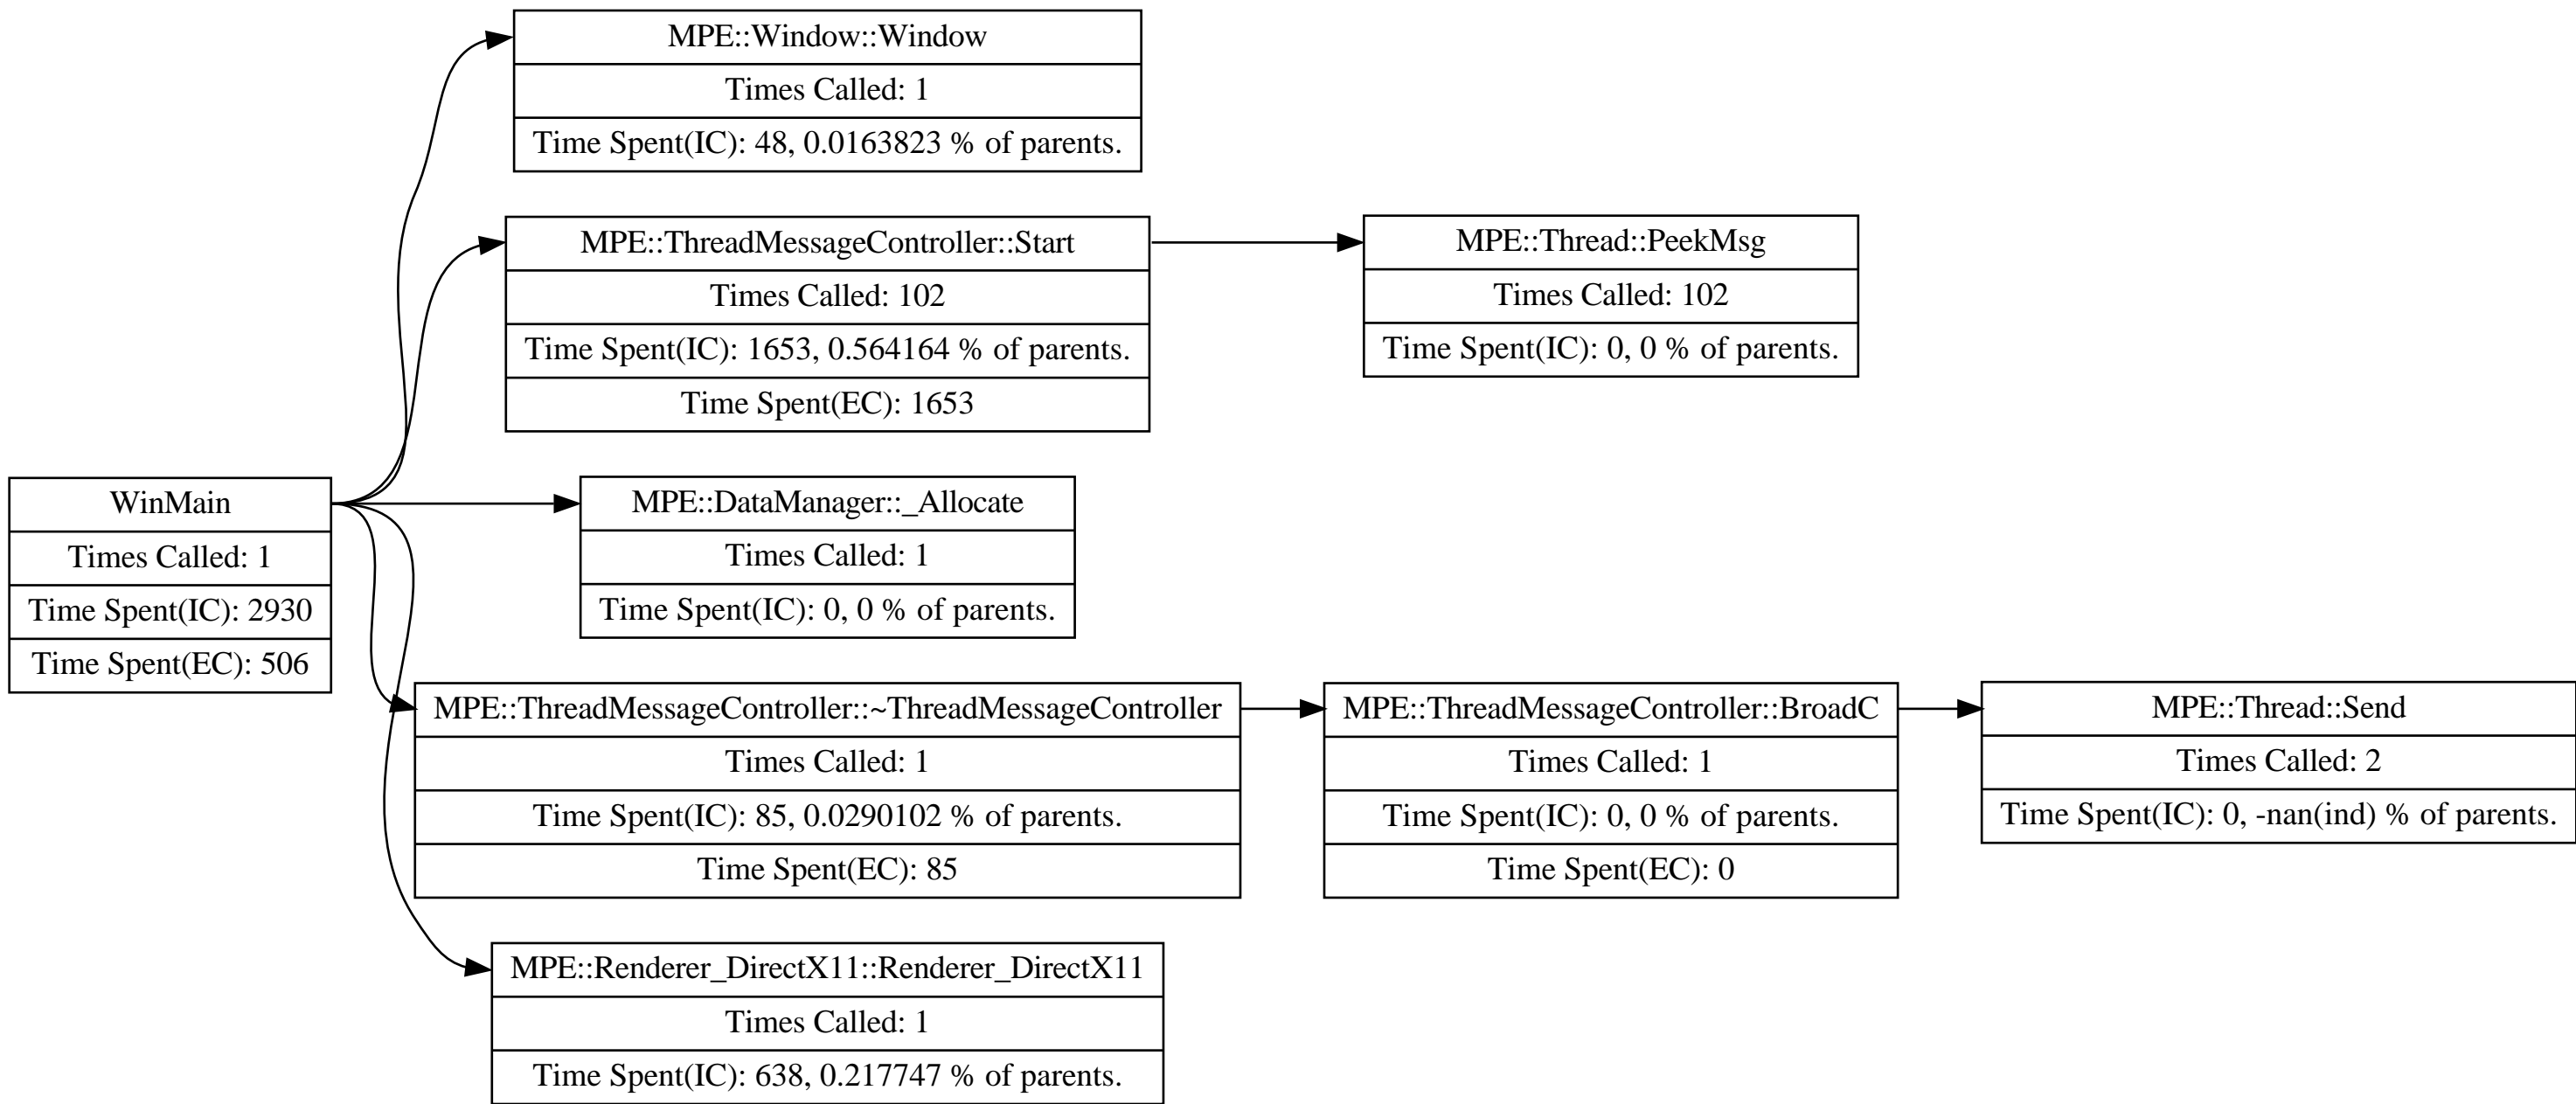 MPE::Window::Window
Times Called: 1
Time Spent(IC): 48, 0.0163823 % of parents.
MPE::ThreadMessageController::Start
Times Called: 102
Time Spent(IC): 1653, 0.564164 % of parents.
Time Spent(EC): 1653
MPE::Thread::PeekMsg
Times Called: 102
Time Spent(IC): 0, 0 % of parents.
WinMain
Times Called: 1
Time Spent(IC): 2930
Time Spent(EC): 506
MPE::DataManager::_Allocate
Times Called: 1
Time Spent(IC): 0, 0 % of parents.
MPE::ThreadMessageController::~ThreadMessageController
Times Called: 1
Time Spent(IC): 85, 0.0290102 % of parents.
Time Spent(EC): 85
MPE::ThreadMessageController::BroadC
Times Called: 1
Time Spent(IC): 0, 0 % of parents.
Time Spent(EC): 0
MPE::Thread::Send
Times Called: 2
Time Spent(IC): 0, -nan(ind) % of parents.
MPE::Renderer_DirectX11::Renderer_DirectX11
Times Called: 1
Time Spent(IC): 638, 0.217747 % of parents.